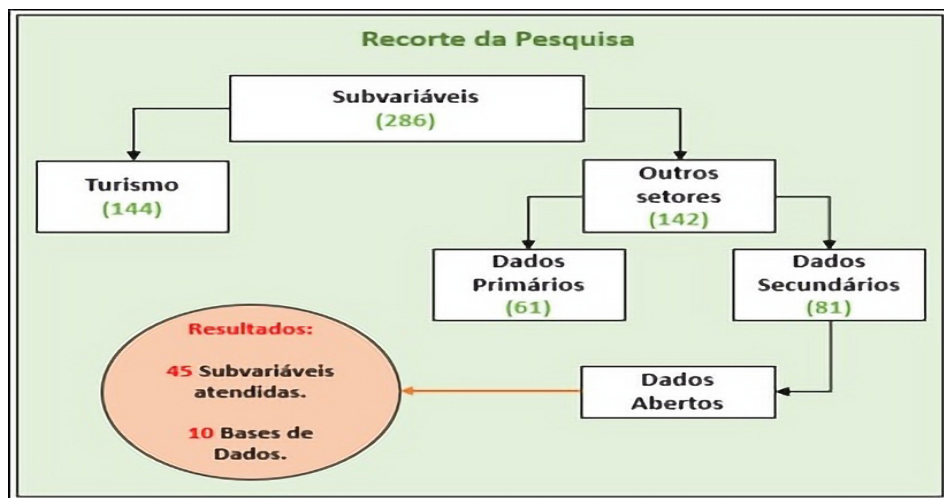 Recorte da Pesquisa
Subvariáveis
(286)
Turismo
(144)
Outros
setores
(142)
Dados
Primários
(61)
Dados
Secundários
(81)
Dados
Abertos
Resultados:
45 Subvariáveis
atendidas.
10 Bases de
Dados.